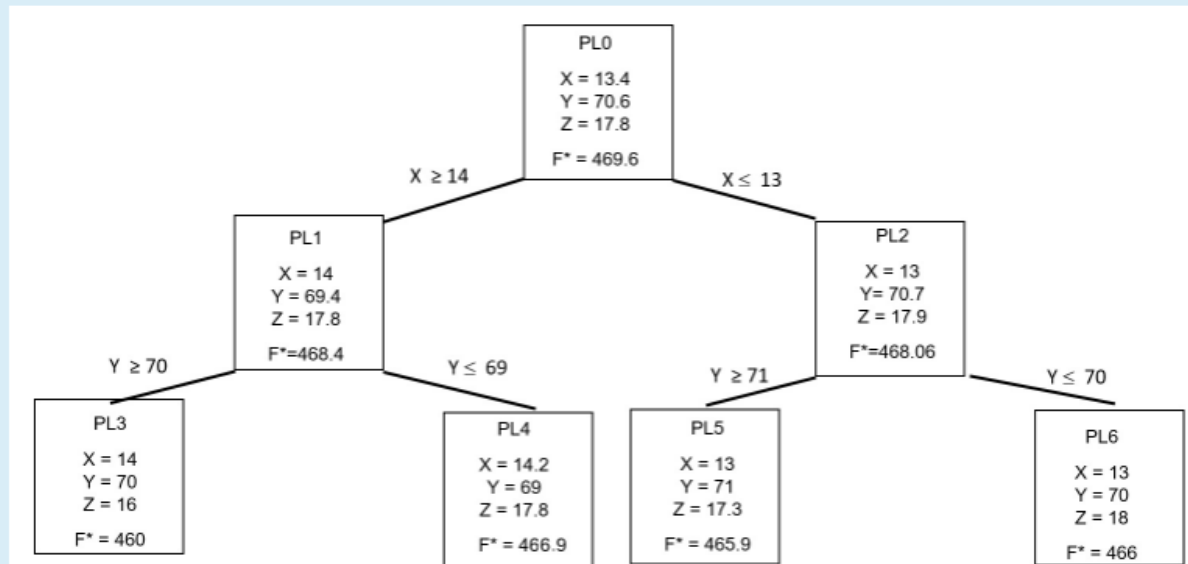 PL0
X = 13.4
Y = 70.6
Z = 17.8
F* = 469.6
X ≥ 14
X ≤ 13
PL1
X = 14
Y = 69.4
Z = 17.8
F*=468.4
PL2
X = 13
Y= 70.7
Z = 17.9
F*=468.06
Y ≥ 70
Y ≤ 69
Y ≥ 71
Y ≤ 70
PL3
X = 14
Y = 70
Z = 16
F* = 460
PL4
X = 14.2
Y = 69
Z = 17.8
F* = 466.9
PL5
X = 13
Y = 71
Z = 17.3
F* = 465.9
PL6
X = 13
Y = 70
Z = 18
F* = 466